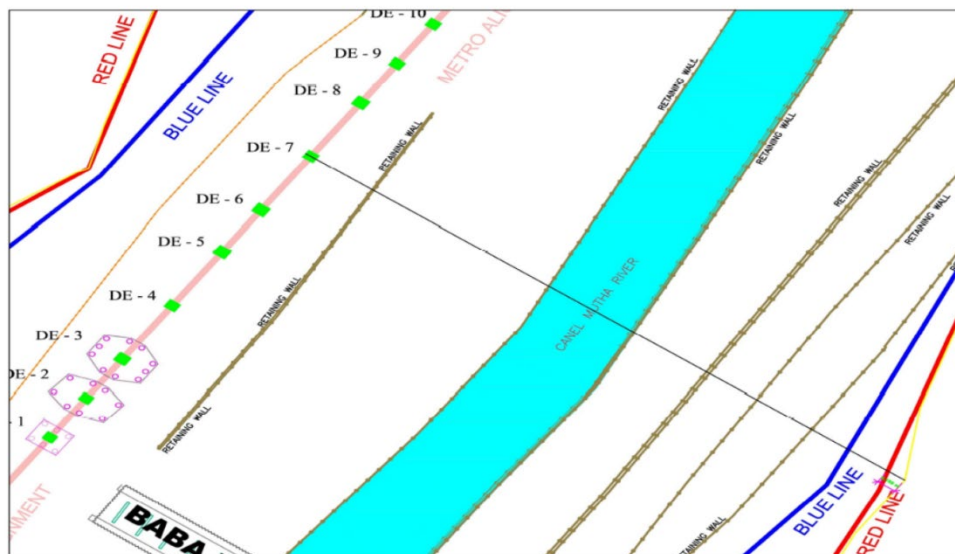 DE - 10
DE - 9
METRO ALI
RED LINE
BLUE LINE
DE - 8
DE - 7
DE - 6
DE - 5
DE - 4
DE - 3
DE - 2
- 1
RETAINING WALL
RETAINING WALL
RETAINING WALL
RETAINING WALL
RETAINING WALL
RETAINING WALL
RETAINING WALL
RETAINING WALL
RETAINING WALL
CANEL MUTHA RIVER
NMENT
BABA
BLUE LINE
RED LINE